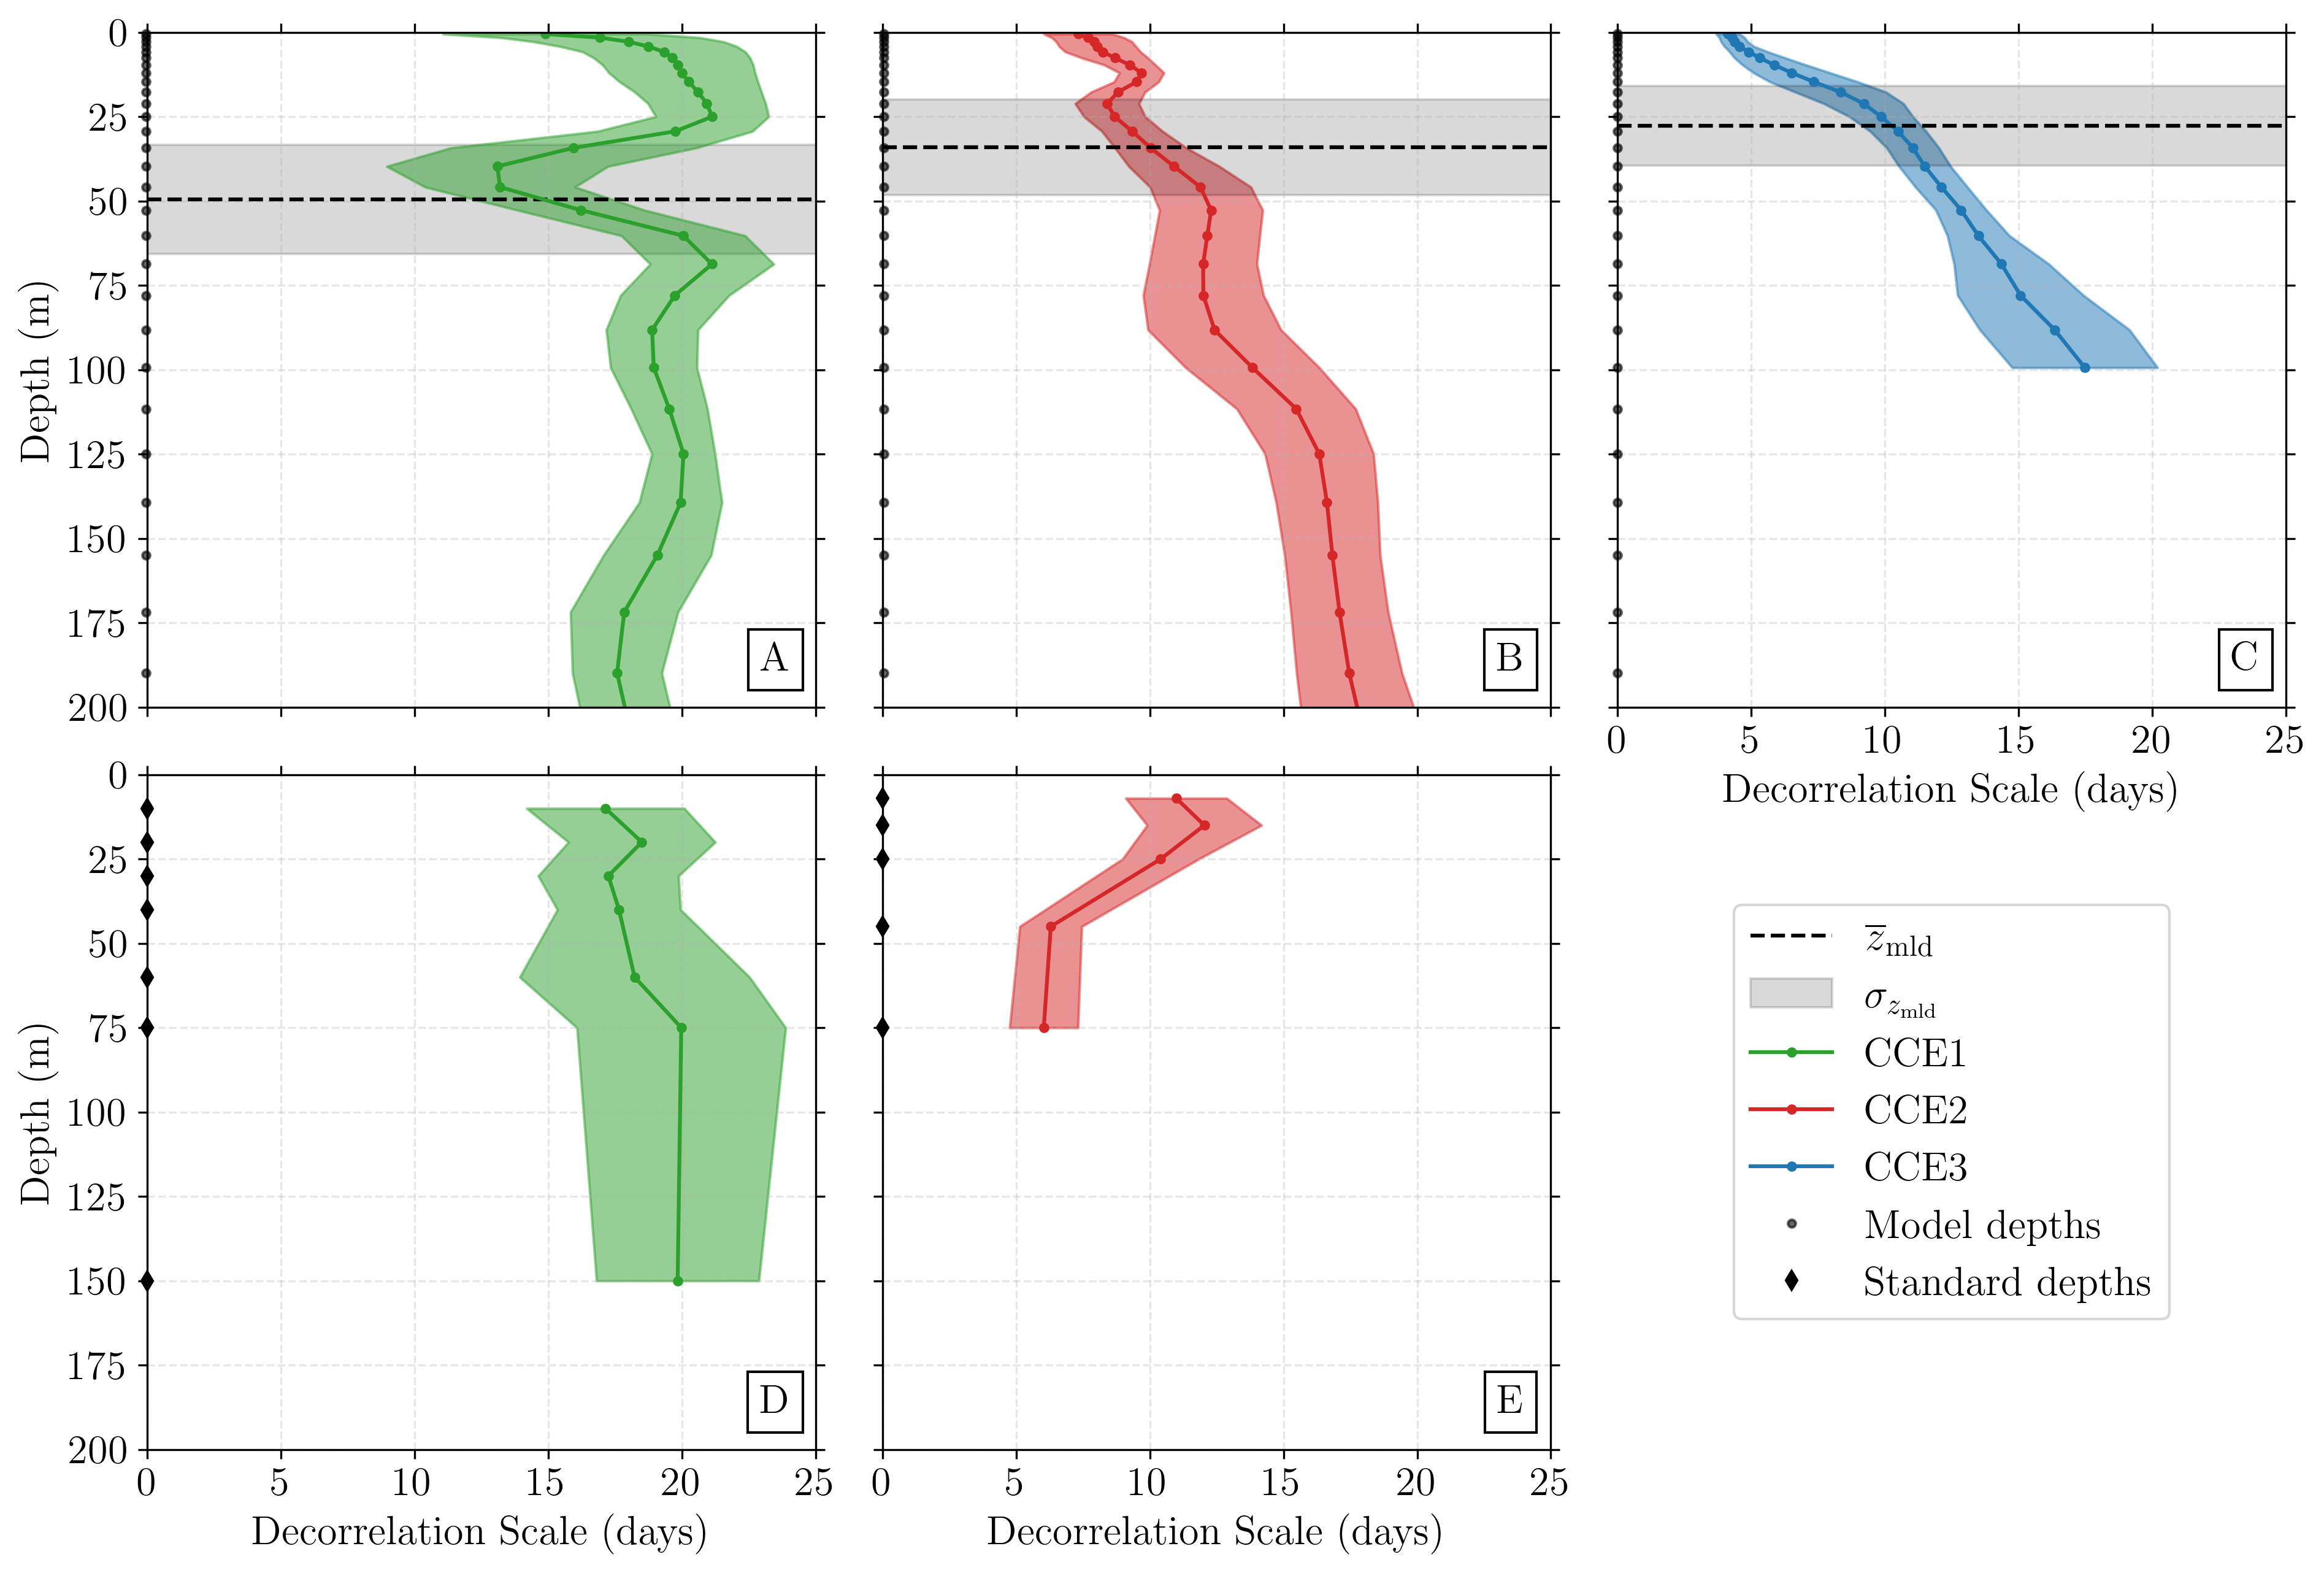 0
25
50
75
100
125
150
175
200
Depth (m)
A
B
C
0 5 10 15 20 25
Decorrelation Scale (days)
0
25
50
75
100
125
150
175
200
Depth (m)
D
E
0 5 10 15 20 25
Decorrelation Scale (days)
0 5 10 15 20 25
Decorrelation Scale (days)
z̅mld
σzmld
CCE1
CCE2
CCE3
Model depths
Standard depths